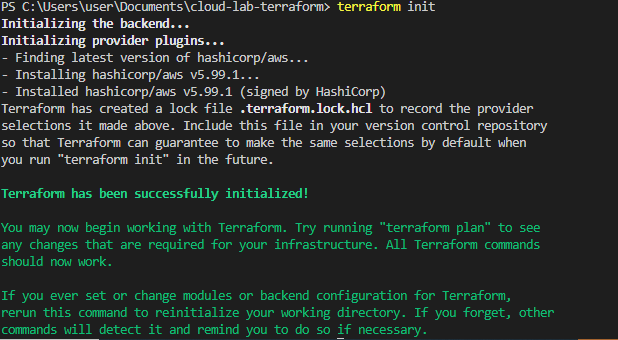 PS C:\Users\user\Documents\cloud-lab-terraform> terraform init
Initializing the backend...
Initializing provider plugins...
- Finding latest version of hashicorp/aws...
- Installing hashicorp/aws v5.99.1...
- Installed hashicorp/aws v5.99.1 (signed by HashiCorp)
Terraform has created a lock file .terraform.lock.hcl to record the provider
selections it made above. Include this file in your version control repository
so that Terraform can guarantee to make the same selections by default when
you run "terraform init" in the future.
Terraform has been successfully initialized!
You may now begin working with Terraform. Try running "terraform plan" to see
any changes that are required for your infrastructure. All Terraform commands
should now work.
If you ever set or change modules or backend configuration for Terraform,
rerun this command to reinitialize your working directory. If you forget, other
commands will detect it and remind you to do so if necessary.